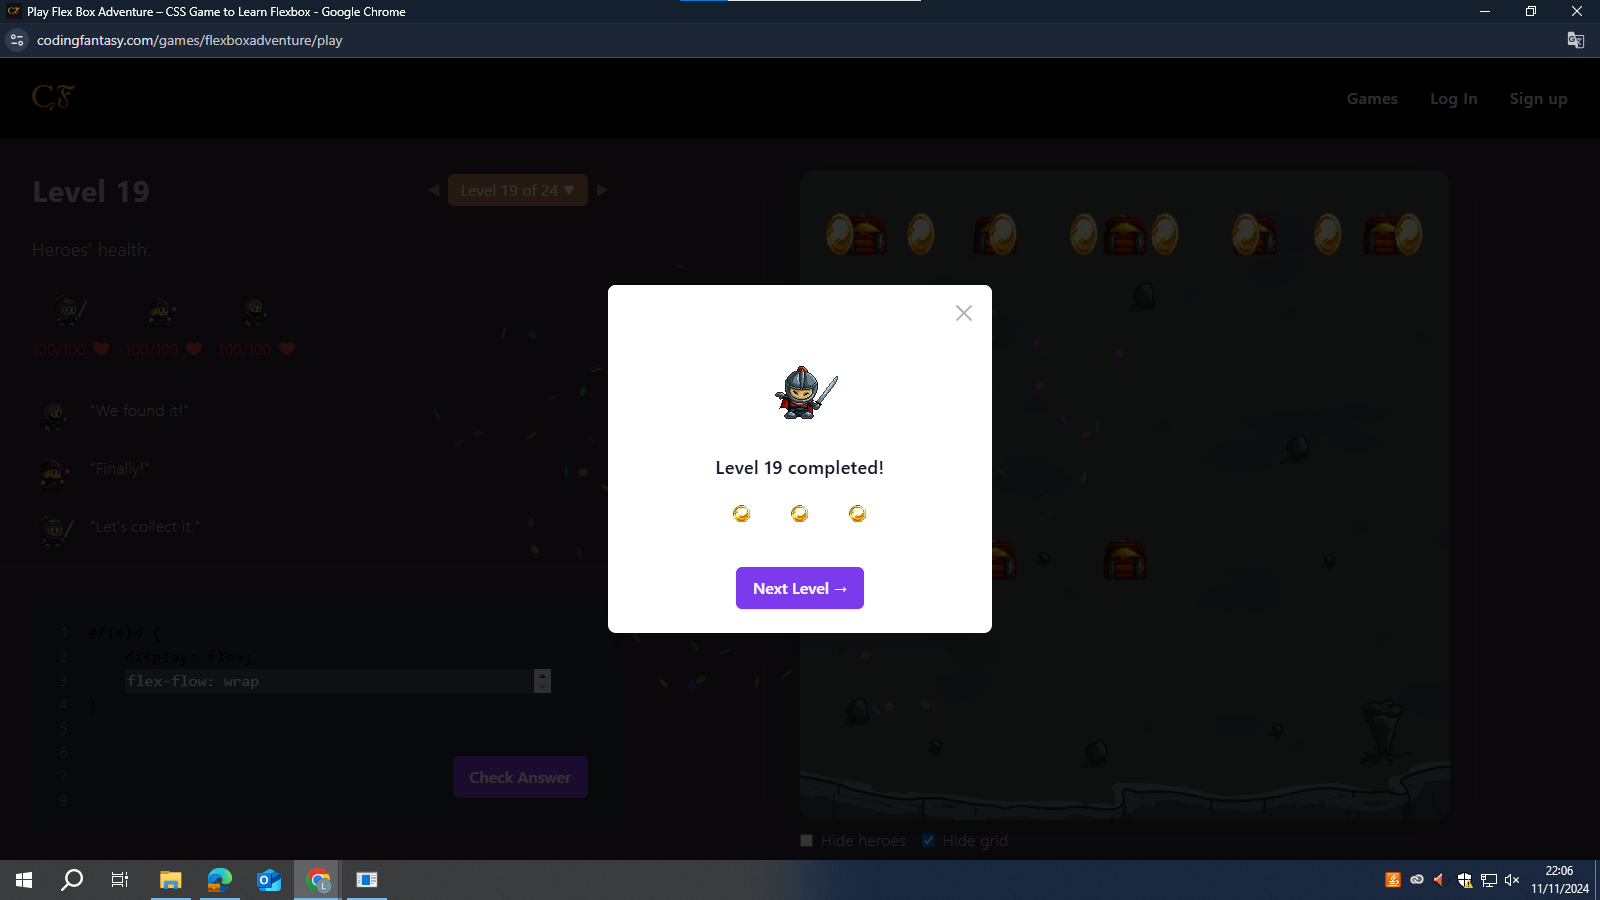 Play Flex Box Adventure – CSS Game to Learn Flexbox - Google Chrome
codingfantasy.com/games/flexboxadventure/play
CF
Games
Log In
Sign up
Level 19
◀ Level 19 of 24 ▼ ▶
Heroes' health:
100/100
100/100
100/100
"We found it!"
"Finally!"
"Let's collect it."
1 #field {
2 display: flex;
3 flex-flow: wrap
4 }
5
6
7
8
Check Answer
Level 19 completed!
Next Level →
Hide heroes
Hide grid
22:06
11/11/2024